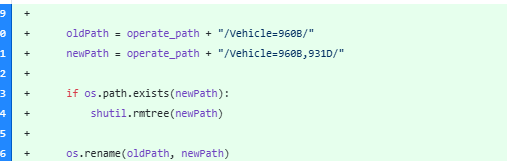 9 +
0 + oldPath = operate_path + "/Vehicle=960B/"
1 + newPath = operate_path + "/Vehicle=960B,931D/"
2 +
3 + if os.path.exists(newPath):
4 + shutil.rmtree(newPath)
5 +
6 + os.rename(oldPath, newPath)